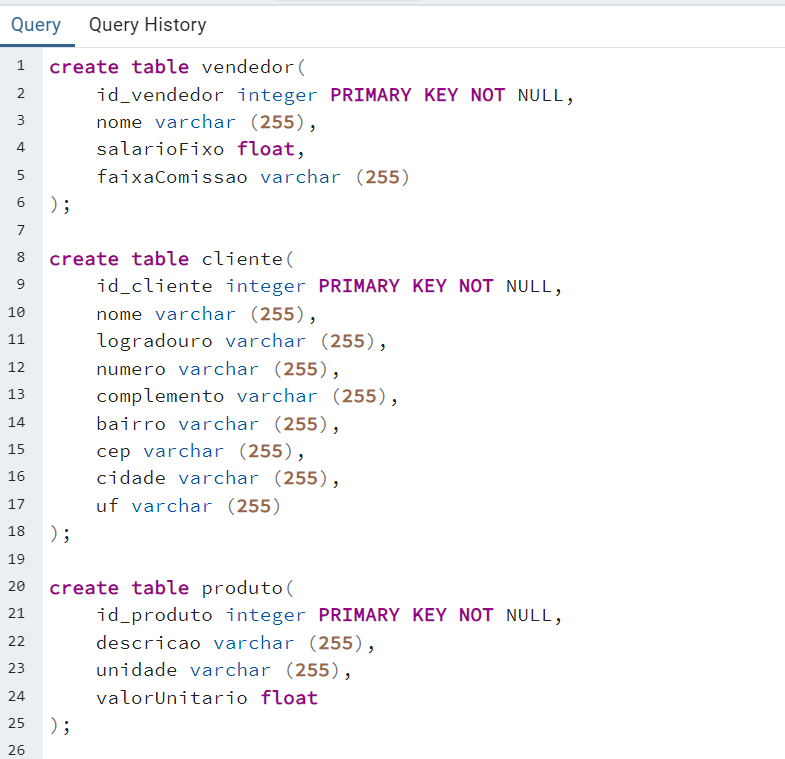 Query Query History
1 create table vendedor(
2 id_vendedor integer PRIMARY KEY NOT NULL,
3 nome varchar (255),
4 salarioFixo float,
5 faixaComissao varchar (255)
6 );
7
8 create table cliente(
9 id_cliente integer PRIMARY KEY NOT NULL,
10 nome varchar (255),
11 logradouro varchar (255),
12 numero varchar (255),
13 complemento varchar (255),
14 bairro varchar (255),
15 cep varchar (255),
16 cidade varchar (255),
17 uf varchar (255)
18 );
19
20 create table produto(
21 id_produto integer PRIMARY KEY NOT NULL,
22 descricao varchar (255),
23 unidade varchar (255),
24 valorUnitario float
25 );
26